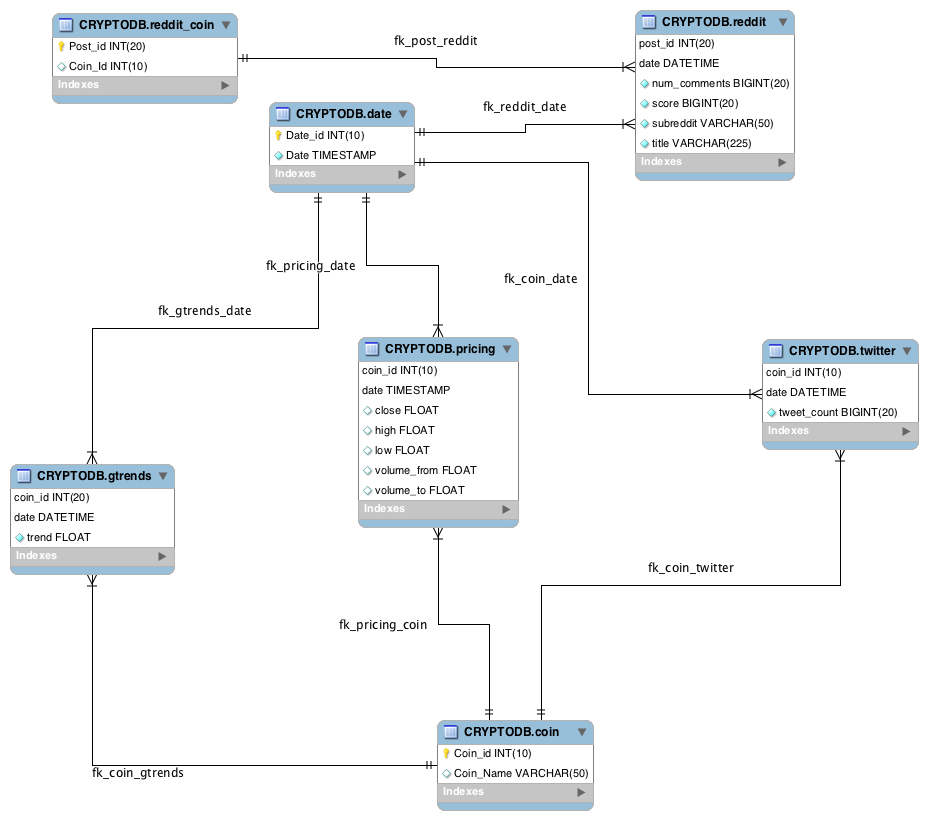 CRYPTODB.reddit_coin
Post_id INT(20)
Coin_Id INT(10)
Indexes
fk_post_reddit
CRYPTODB.reddit
post_id INT(20)
date DATETIME
num_comments BIGINT(20)
score BIGINT(20)
subreddit VARCHAR(50)
title VARCHAR(225)
Indexes
CRYPTODB.date
Date_id INT(10)
Date TIMESTAMP
Indexes
fk_reddit_date
fk_pricing_date
fk_coin_date
fk_gtrends_date
CRYPTODB.pricing
coin_id INT(10)
date TIMESTAMP
close FLOAT
high FLOAT
low FLOAT
volume_from FLOAT
volume_to FLOAT
Indexes
CRYPTODB.twitter
coin_id INT(10)
date DATETIME
tweet_count BIGINT(20)
Indexes
CRYPTODB.gtrends
coin_id INT(20)
date DATETIME
trend FLOAT
Indexes
fk_coin_twitter
fk_pricing_coin
CRYPTODB.coin
Coin_id INT(10)
Coin_Name VARCHAR(50)
Indexes
fk_coin_gtrends